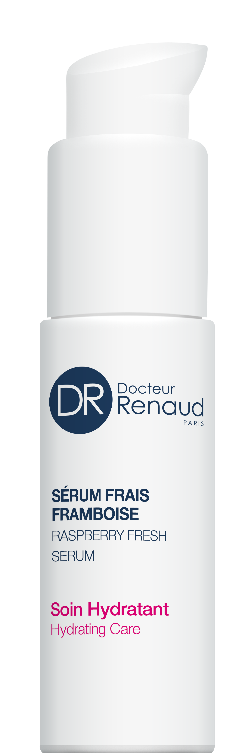 DR
Docteur
Renaud
PARIS
SÉRUM FRAIS
FRAMBOISE
RASPBERRY FRESH
SERUM
Soin Hydratant
Hydrating Care